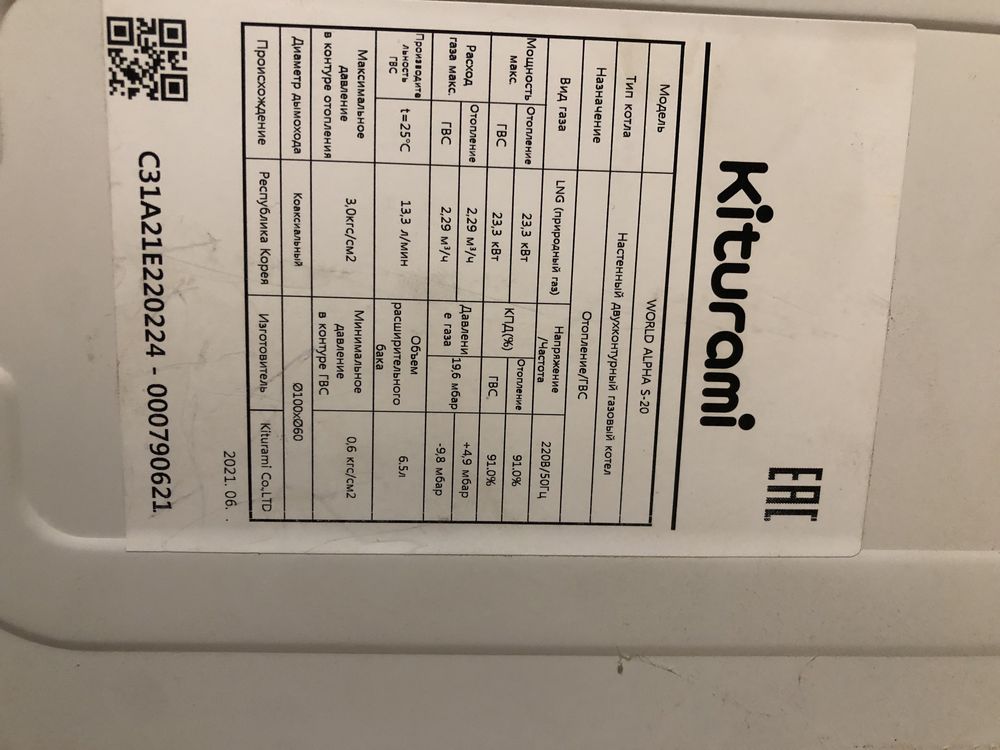 Kiturami
EAC
Модель WORLD ALPHA S-20
Тип котла Настенный двухконтурный газовый котел
Назначение Отопление/ГВС
Вид газа LNG (природный газ) Напряжение /Частота 220В/50Гц
Мощность макс. Отопление 23,3 кВт КПД(%) Отопление 91.0%
ГВС 23,3 кВт ГВС 91.0%
Расход газа макс. Отопление 2,29 м³/ч Давлени е газа 19,6 мбар +4,9 мбар
ГВС 2,29 м³/ч -9,8 мбар
Производите льность ГВС t=25°C 13,3 л/мин Объем расширительного бака 6.5л
Максимальное давление в контуре отопления 3,0кгс/см2 Минимальное давление в контуре ГВС 0,6 кгс/см2
Диаметр дымохода Коаксиальный Ø100xØ60
Происхождение Республика Корея Изготовитель Kiturami Co.,LTD
2021. 06. .
C31A21E220224 - 000790621